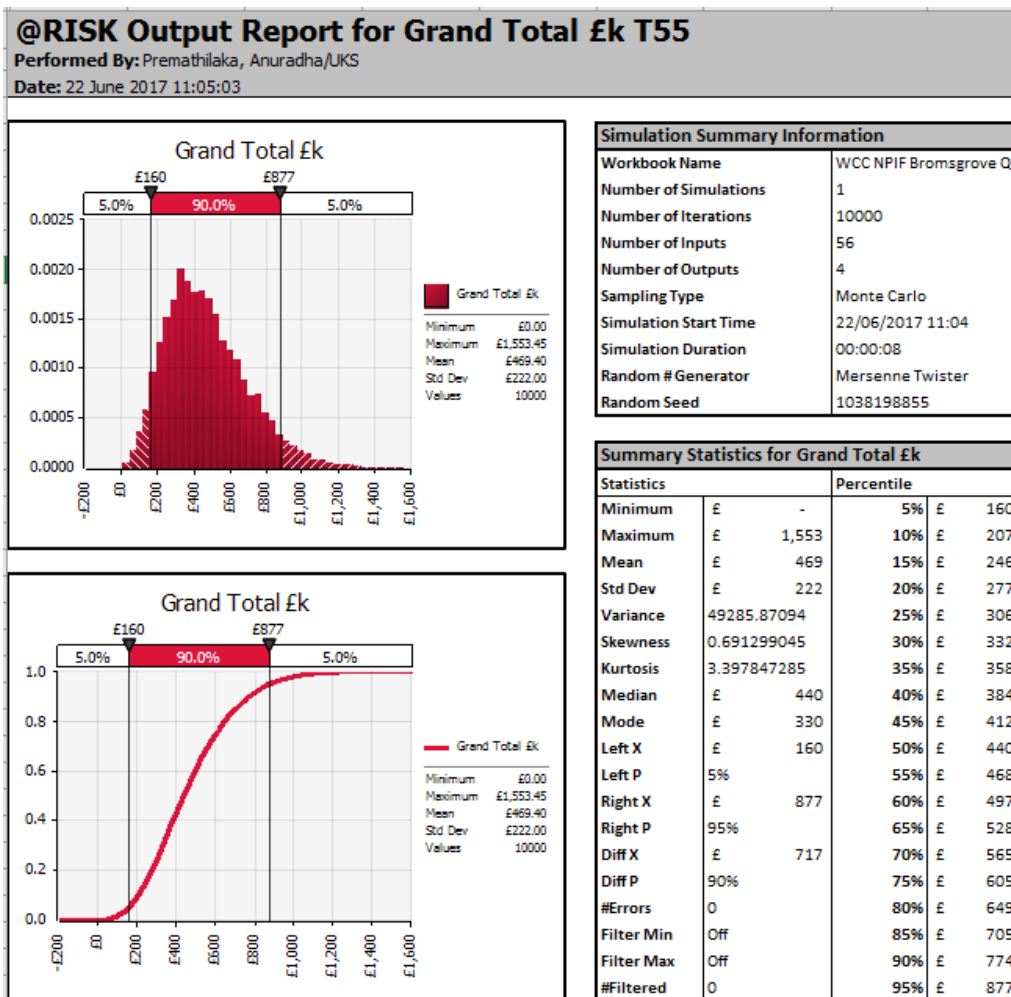 @RISK Output Report for Grand Total £k T55
Performed By: Premathilaka, Anuradha/UKS
Date: 22 June 2017 11:05:03
Grand Total £k
£160 £877
5.0% 90.0% 5.0%
0.0025
0.0020
0.0015
0.0010
0.0005
0.0000
-£200 £0 £200 £400 £600 £800 £1,000 £1,200 £1,400 £1,600
Grand Total £k
Minimum £0.00
Maximum £1,553.45
Mean £469.40
Std Dev £222.00
Values 10000
Grand Total £k
£160 £877
5.0% 90.0% 5.0%
1.0
0.8
0.6
0.4
0.2
0.0
-£200 £0 £200 £400 £600 £800 £1,000 £1,200 £1,400 £1,600
Grand Total £k
Minimum £0.00
Maximum £1,553.45
Mean £469.40
Std Dev £222.00
Values 10000
Simulation Summary Information
Workbook Name WCC NPIF Bromsgrove Q
Number of Simulations 1
Number of Iterations 10000
Number of Inputs 56
Number of Outputs 4
Sampling Type Monte Carlo
Simulation Start Time 22/06/2017 11:04
Simulation Duration 00:00:08
Random # Generator Mersenne Twister
Random Seed 1038198855
Summary Statistics for Grand Total £k
Statistics Percentile
Minimum £ - 5% £ 160
Maximum £ 1,553 10% £ 207
Mean £ 469 15% £ 246
Std Dev £ 222 20% £ 277
Variance 49285.87094 25% £ 306
Skewness 0.691299045 30% £ 332
Kurtosis 3.397847285 35% £ 358
Median £ 440 40% £ 384
Mode £ 330 45% £ 412
Left X £ 160 50% £ 440
Left P 5% 55% £ 468
Right X £ 877 60% £ 497
Right P 95% 65% £ 528
Diff X £ 717 70% £ 565
Diff P 90% 75% £ 605
#Errors 0 80% £ 649
Filter Min Off 85% £ 705
Filter Max Off 90% £ 774
#Filtered 0 95% £ 877